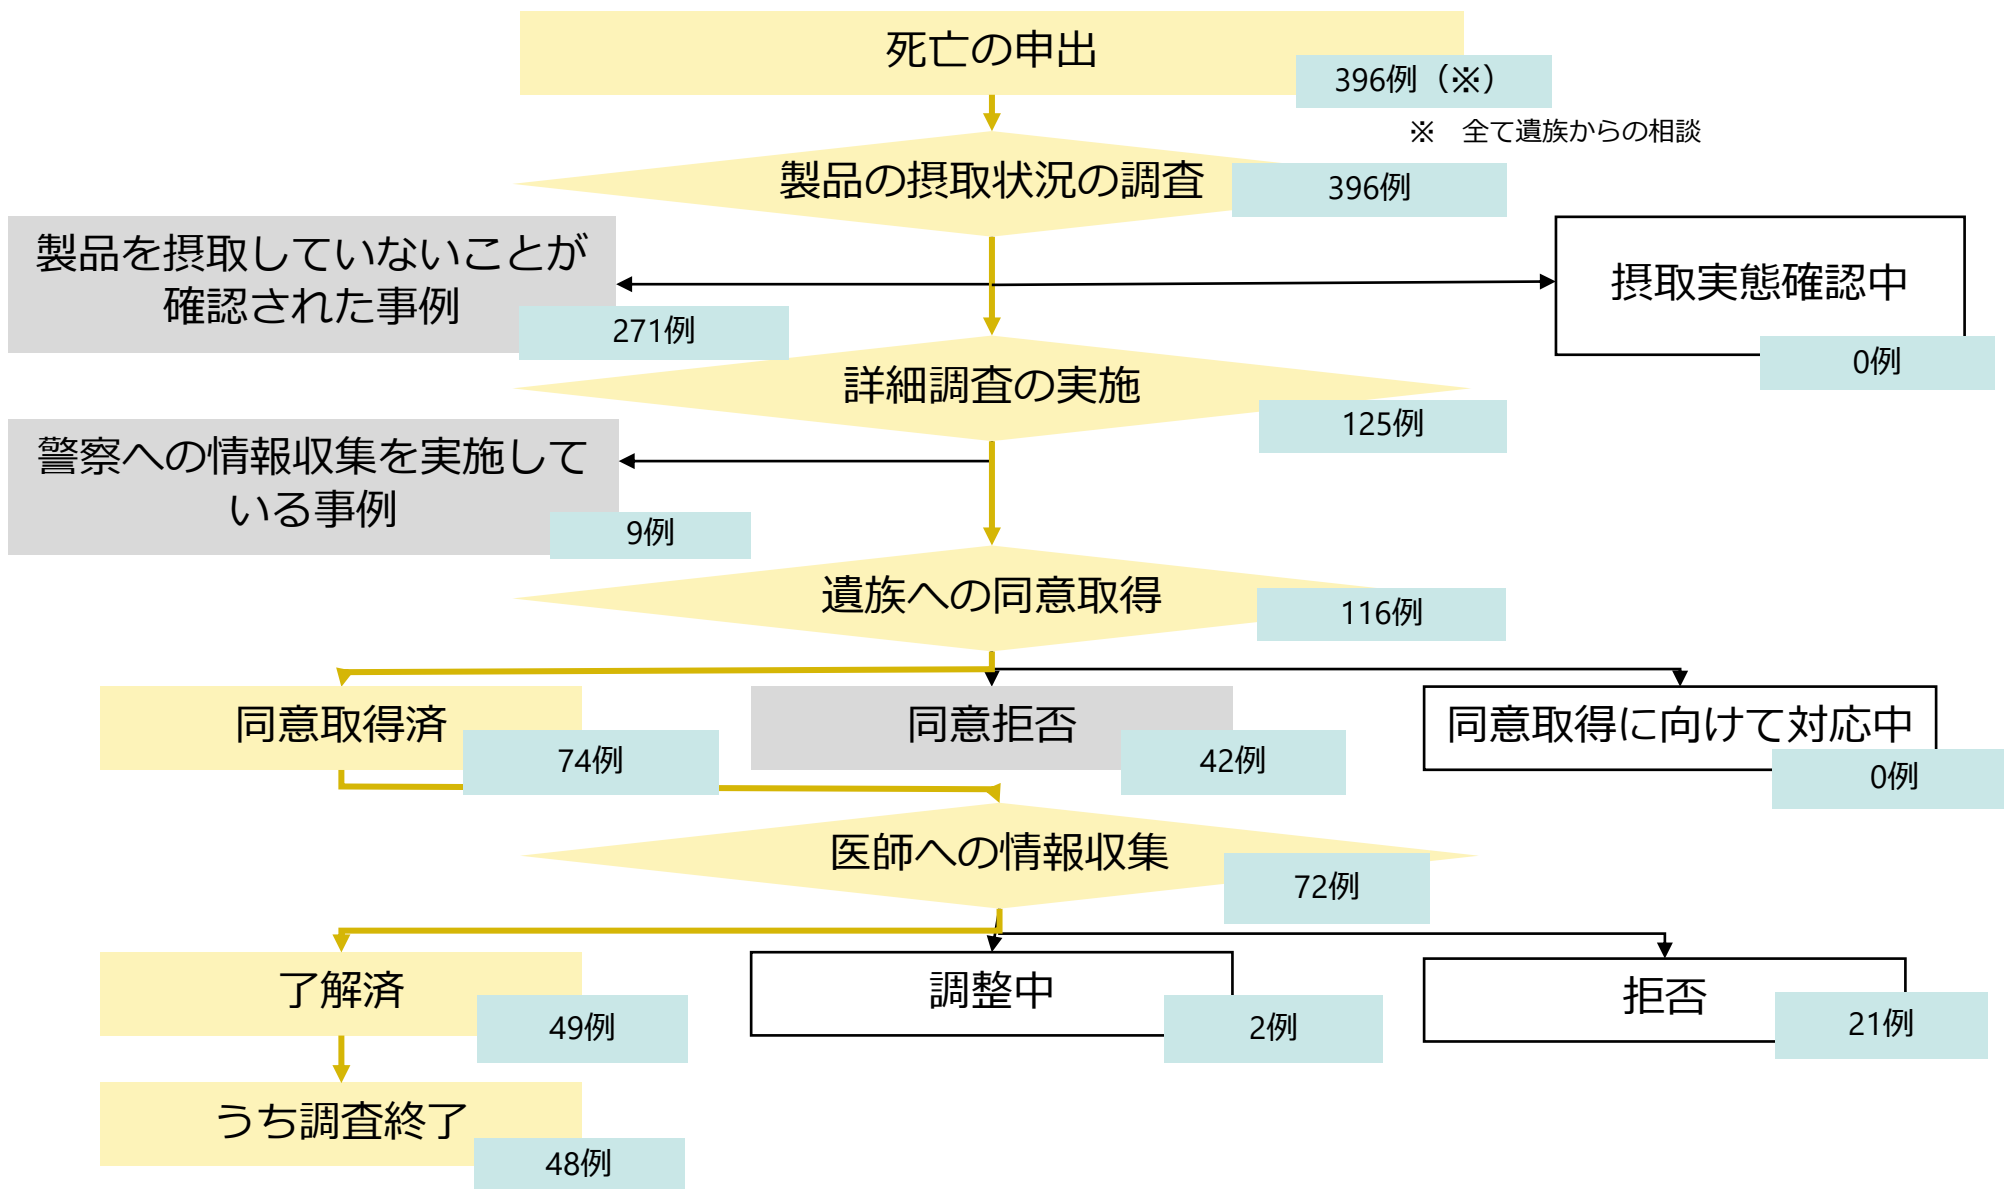 死亡の申出
396例（※）
※　全て遺族からの相談
製品の摂取状況の調査
396例
製品を摂取していないことが
確認された事例
271例
摂取実態確認中
0例
詳細調査の実施
125例
警察への情報収集を実施して
いる事例
9例
遺族への同意取得
116例
同意取得済
74例
同意拒否
42例
同意取得に向けて対応中
0例
医師への情報収集
72例
了解済
49例
調整中
2例
拒否
21例
うち調査終了
48例